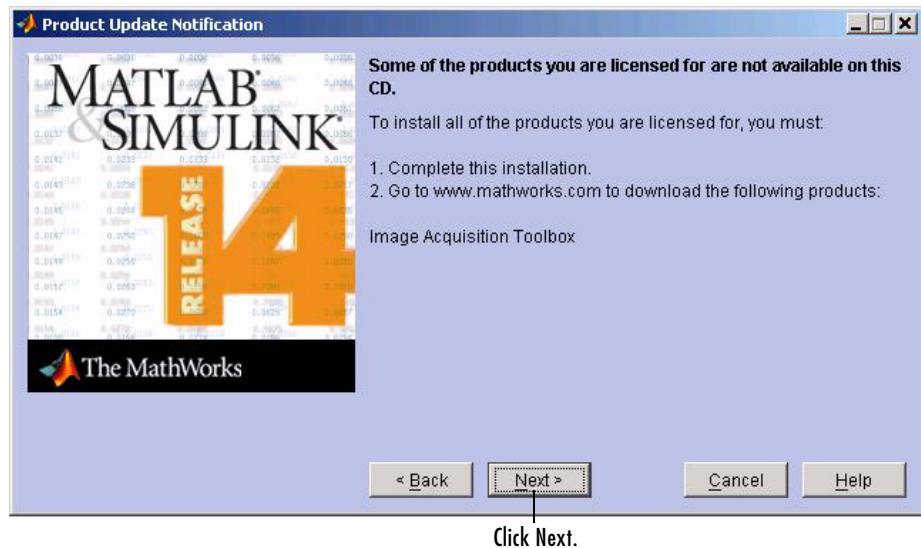 Product Update Notification
MATLAB
&SIMULINK
RELEASE
14
The MathWorks
Some of the products you are licensed for are not available on this
CD.
To install all of the products you are licensed for, you must:
1. Complete this installation.
2. Go to www.mathworks.com to download the following products:
Image Acquisition Toolbox
< Back
Next >
Cancel
Help
Click Next.